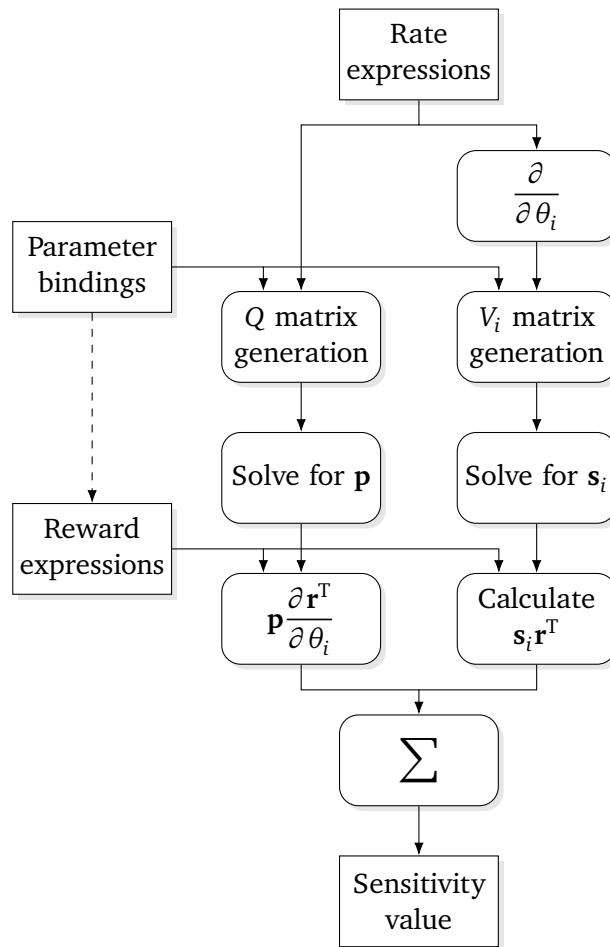 Rate
expressions
∂
∂ θᵢ
Parameter
bindings
Q matrix
generation
Vᵢ matrix
generation
Solve for p
Solve for sᵢ
Reward
expressions
p ∂ rᵀ
∂ θᵢ
Calculate
sᵢrᵀ
∑
Sensitivity
value